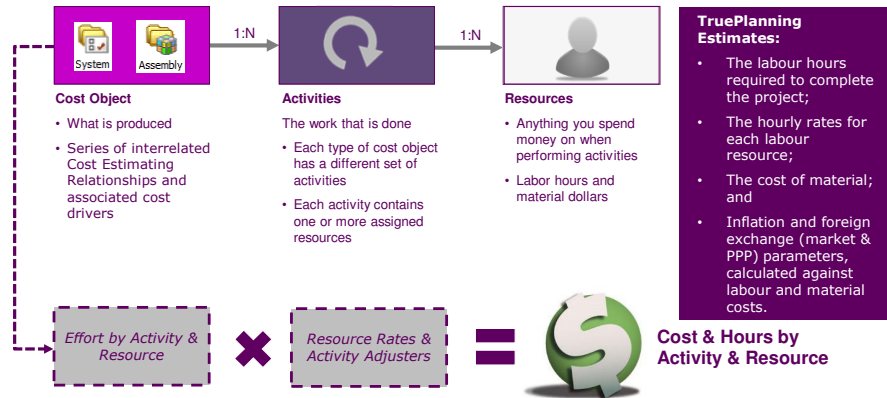 System
Assembly
1:N
1:N
Cost Object
• What is produced
• Series of interrelated
Cost Estimating
Relationships and
associated cost
drivers
Activities
The work that is done
• Each type of cost object
has a different set of
activities
• Each activity contains
one or more assigned
resources
Resources
• Anything you spend
money on when
performing activities
• Labor hours and
material dollars
TruePlanning
Estimates:
• The labour hours
required to complete
the project;
• The hourly rates for
each labour
resource;
• The cost of material;
and
• Inflation and foreign
exchange (market &
PPP) parameters,
calculated against
labour and material
costs.
Effort by Activity &
Resource
Resource Rates &
Activity Adjusters
$
Cost & Hours by
Activity & Resource